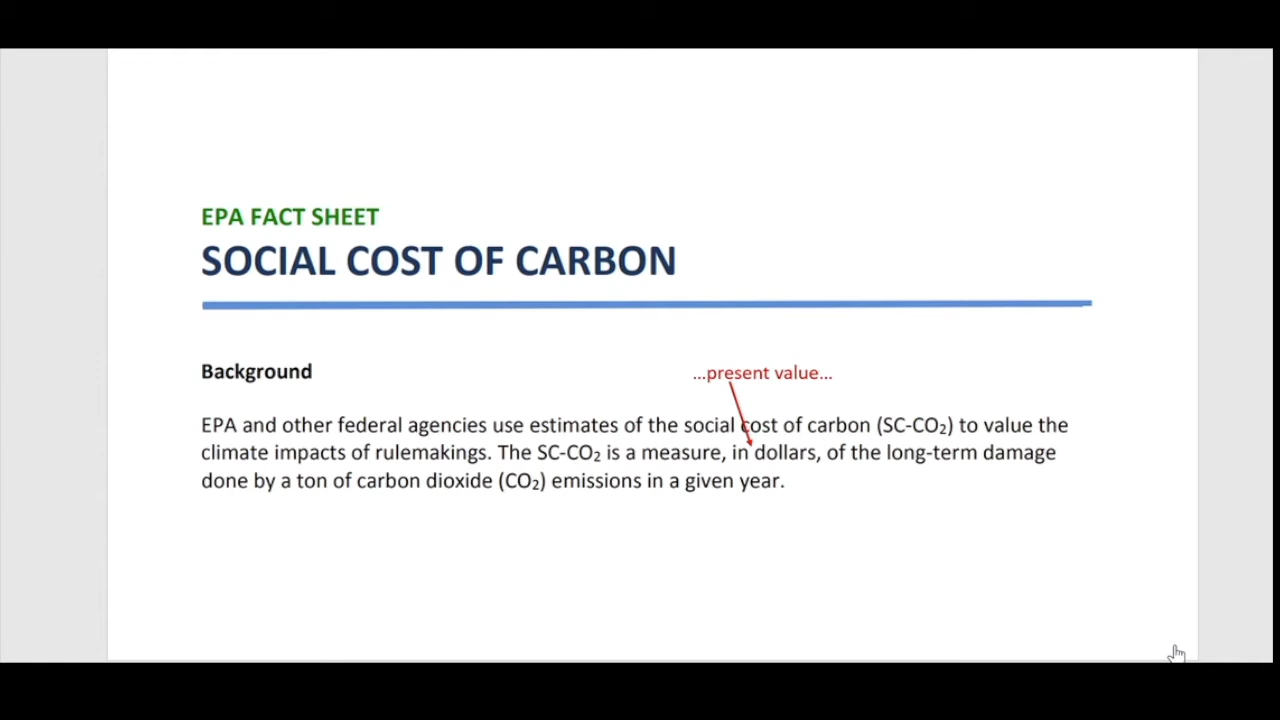 EPA FACT SHEET
SOCIAL COST OF CARBON
Background
...present value...
EPA and other federal agencies use estimates of the social cost of carbon (SC-CO₂) to value the
climate impacts of rulemakings. The SC-CO₂ is a measure, in dollars, of the long-term damage
done by a ton of carbon dioxide (CO₂) emissions in a given year.